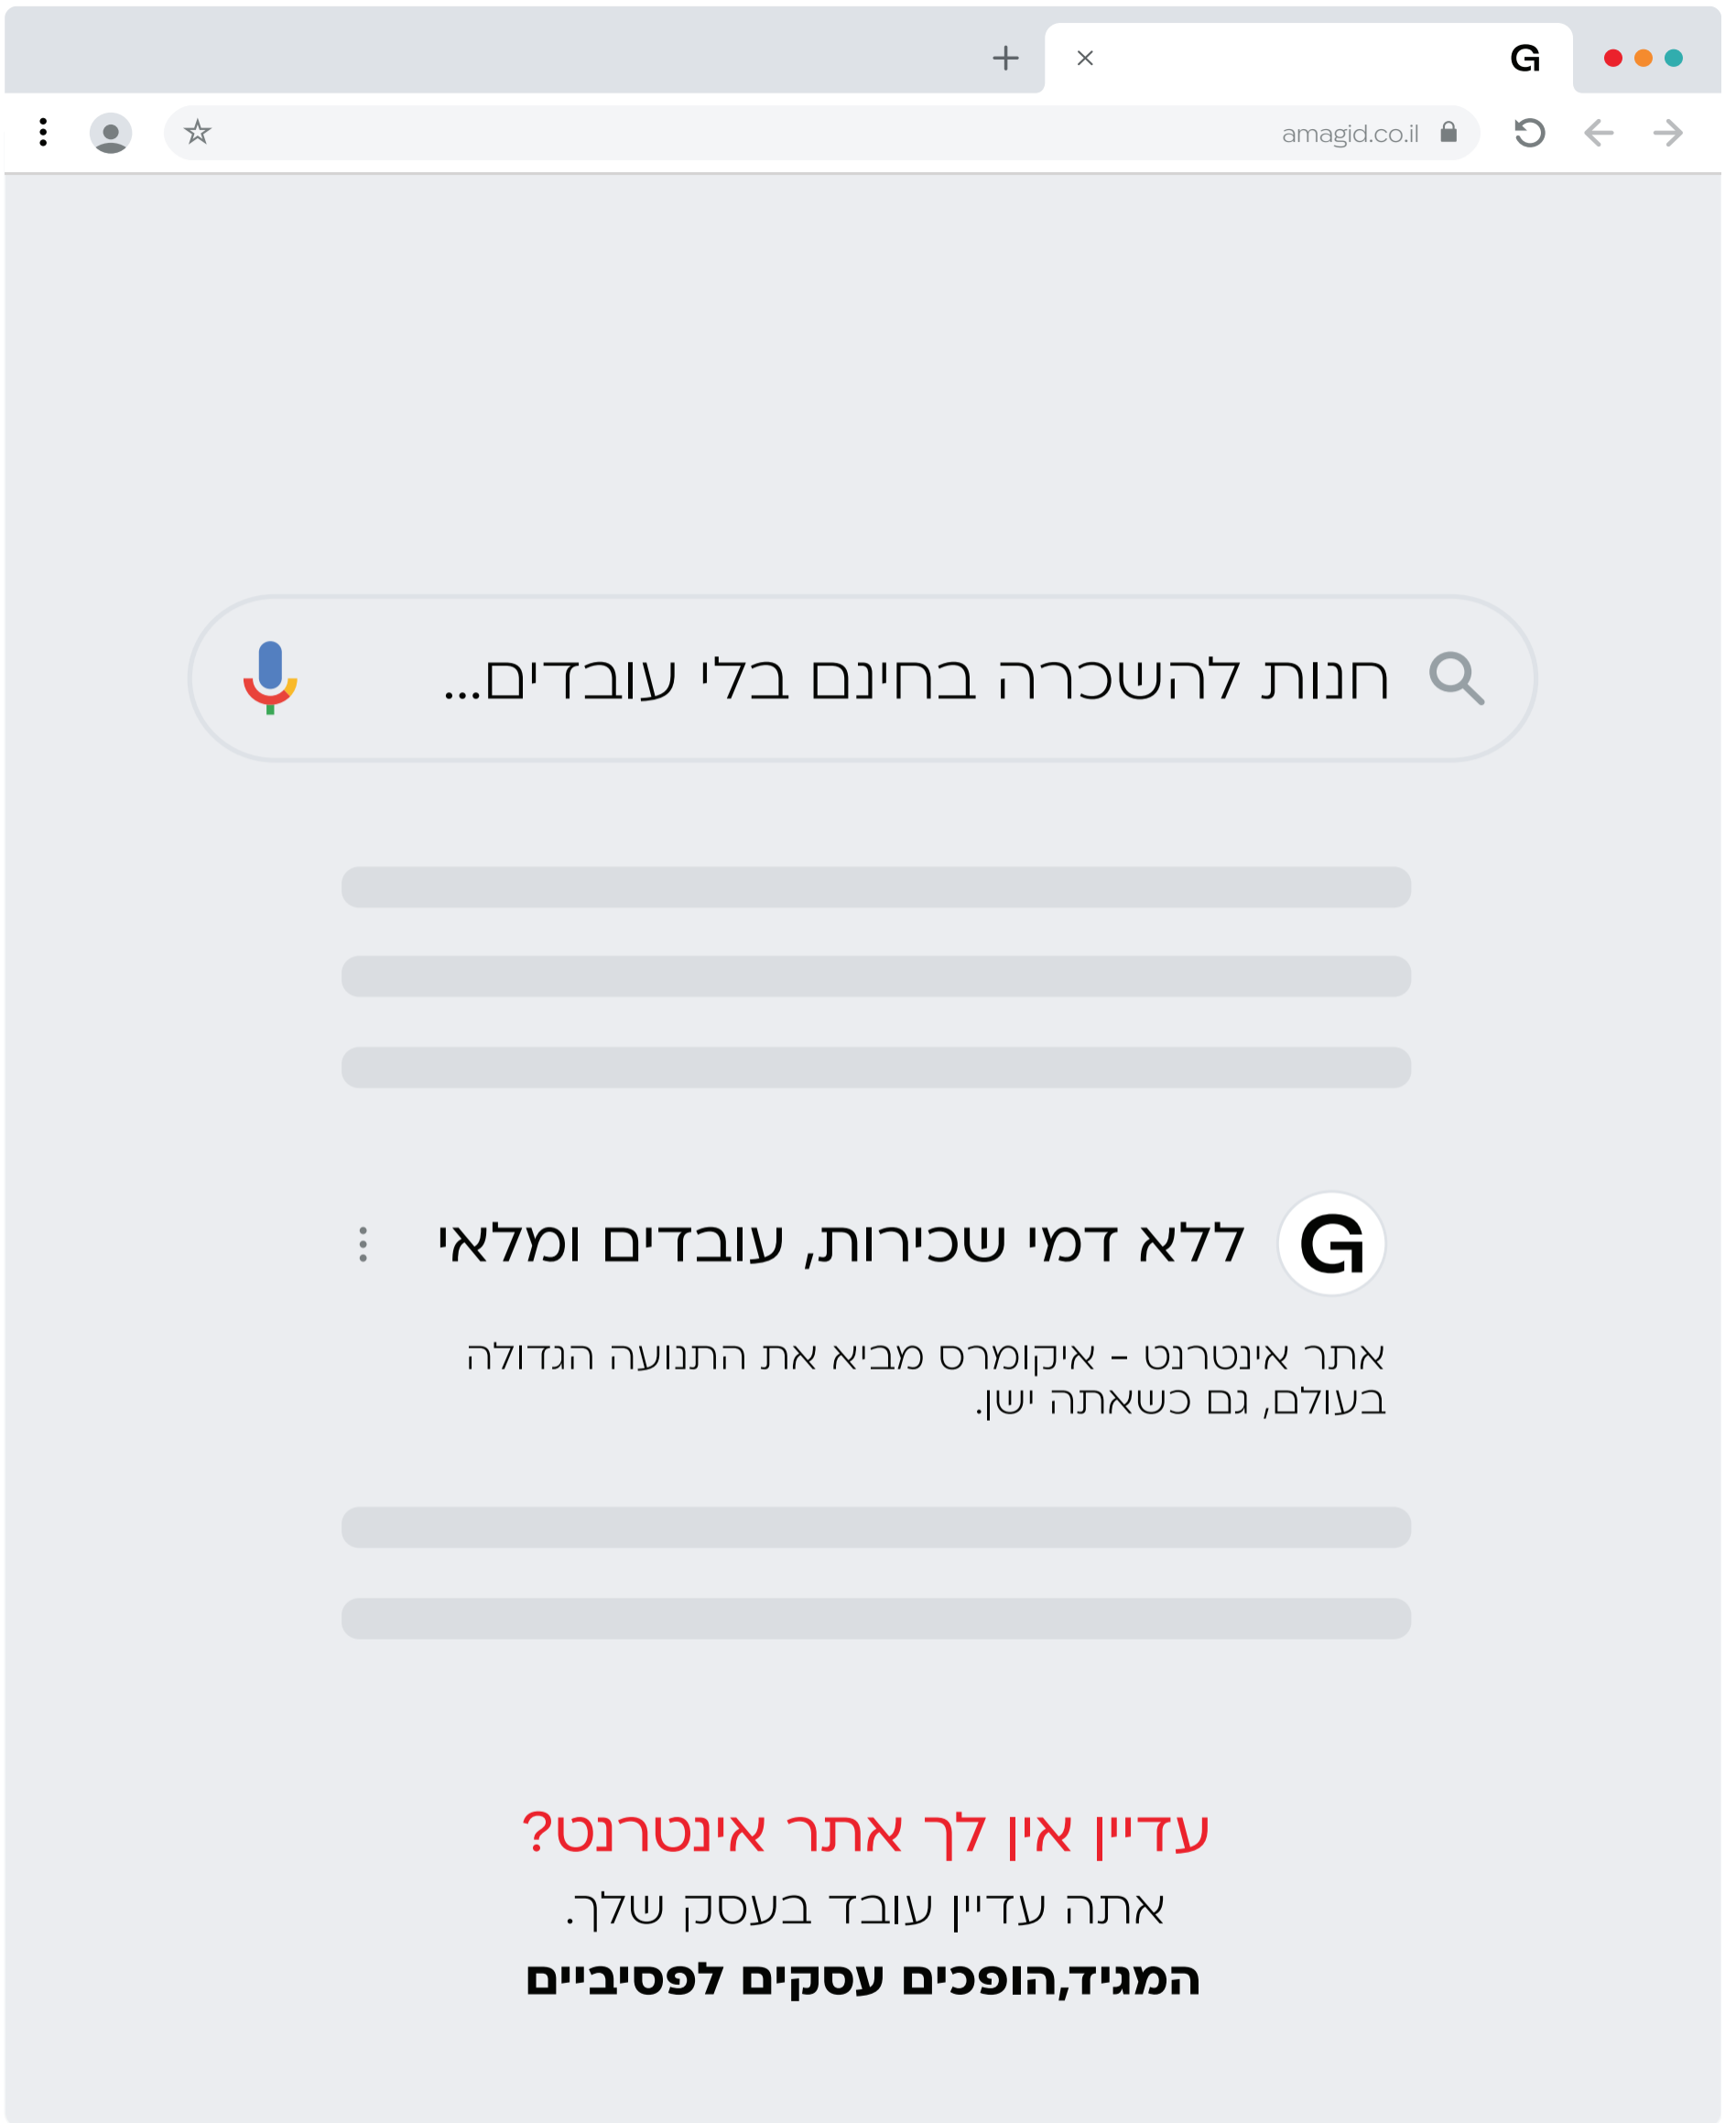 G
amagid.co.il
חנות להשכרה בחינם בלי עובדים...
G
ללא דמי שכירות, עובדים ומלאי
אתר אינטרנט - איקומרס מביא את התנועה הגדולה
בעולם, גם כשאתה ישן.
עדיין אין לך אתר אינטרנט?
אתה עדיין עובד בעסק שלך.
המגיד,הופכים עסקים לפסיביים